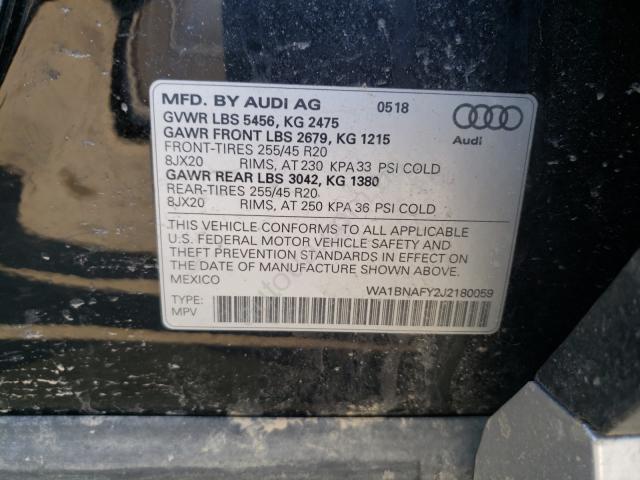 MFD. BY AUDI AG 0518
GVWR LBS 5456, KG 2475
GAWR FRONT LBS 2679, KG 1215
FRONT-TIRES 255/45 R20
8JX20 RIMS, AT 230 KPA 33 PSI COLD
GAWR REAR LBS 3042, KG 1380
REAR-TIRES 255/45 R20
8JX20 RIMS, AT 250 KPA 36 PSI COLD
Audi
THIS VEHICLE CONFORMS TO ALL APPLICABLE
U.S. FEDERAL MOTOR VEHICLE SAFETY AND
THEFT PREVENTION STANDARDS IN EFFECT ON
THE DATE OF MANUFACTURE SHOWN ABOVE.
MEXICO
WA1BNAFY2J2180059
TYPE:
MPV